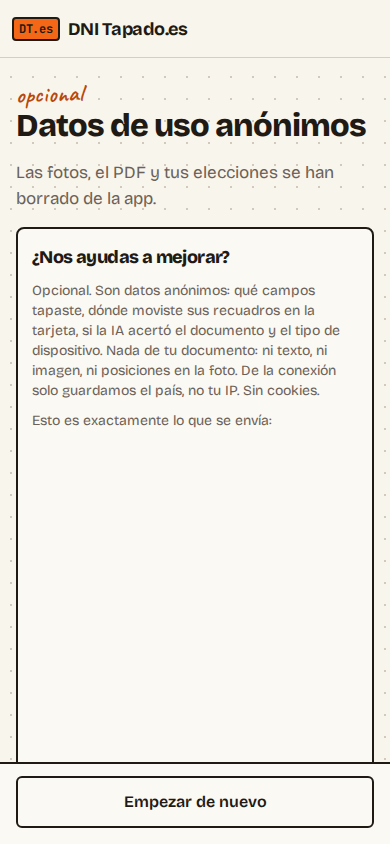 DT.es DNI Tapado.es
opcional
Datos de uso anónimos
Las fotos, el PDF y tus elecciones se han
borrado de la app.
¿Nos ayudas a mejorar?
Opcional. Son datos anónimos: qué campos
tapaste, dónde moviste sus recuadros en la
tarjeta, si la IA acertó el documento y el tipo de
dispositivo. Nada de tu documento: ni texto, ni
imagen, ni posiciones en la foto. De la conexión
solo guardamos el país, no tu IP. Sin cookies.
Esto es exactamente lo que se envía:
Empezar de nuevo